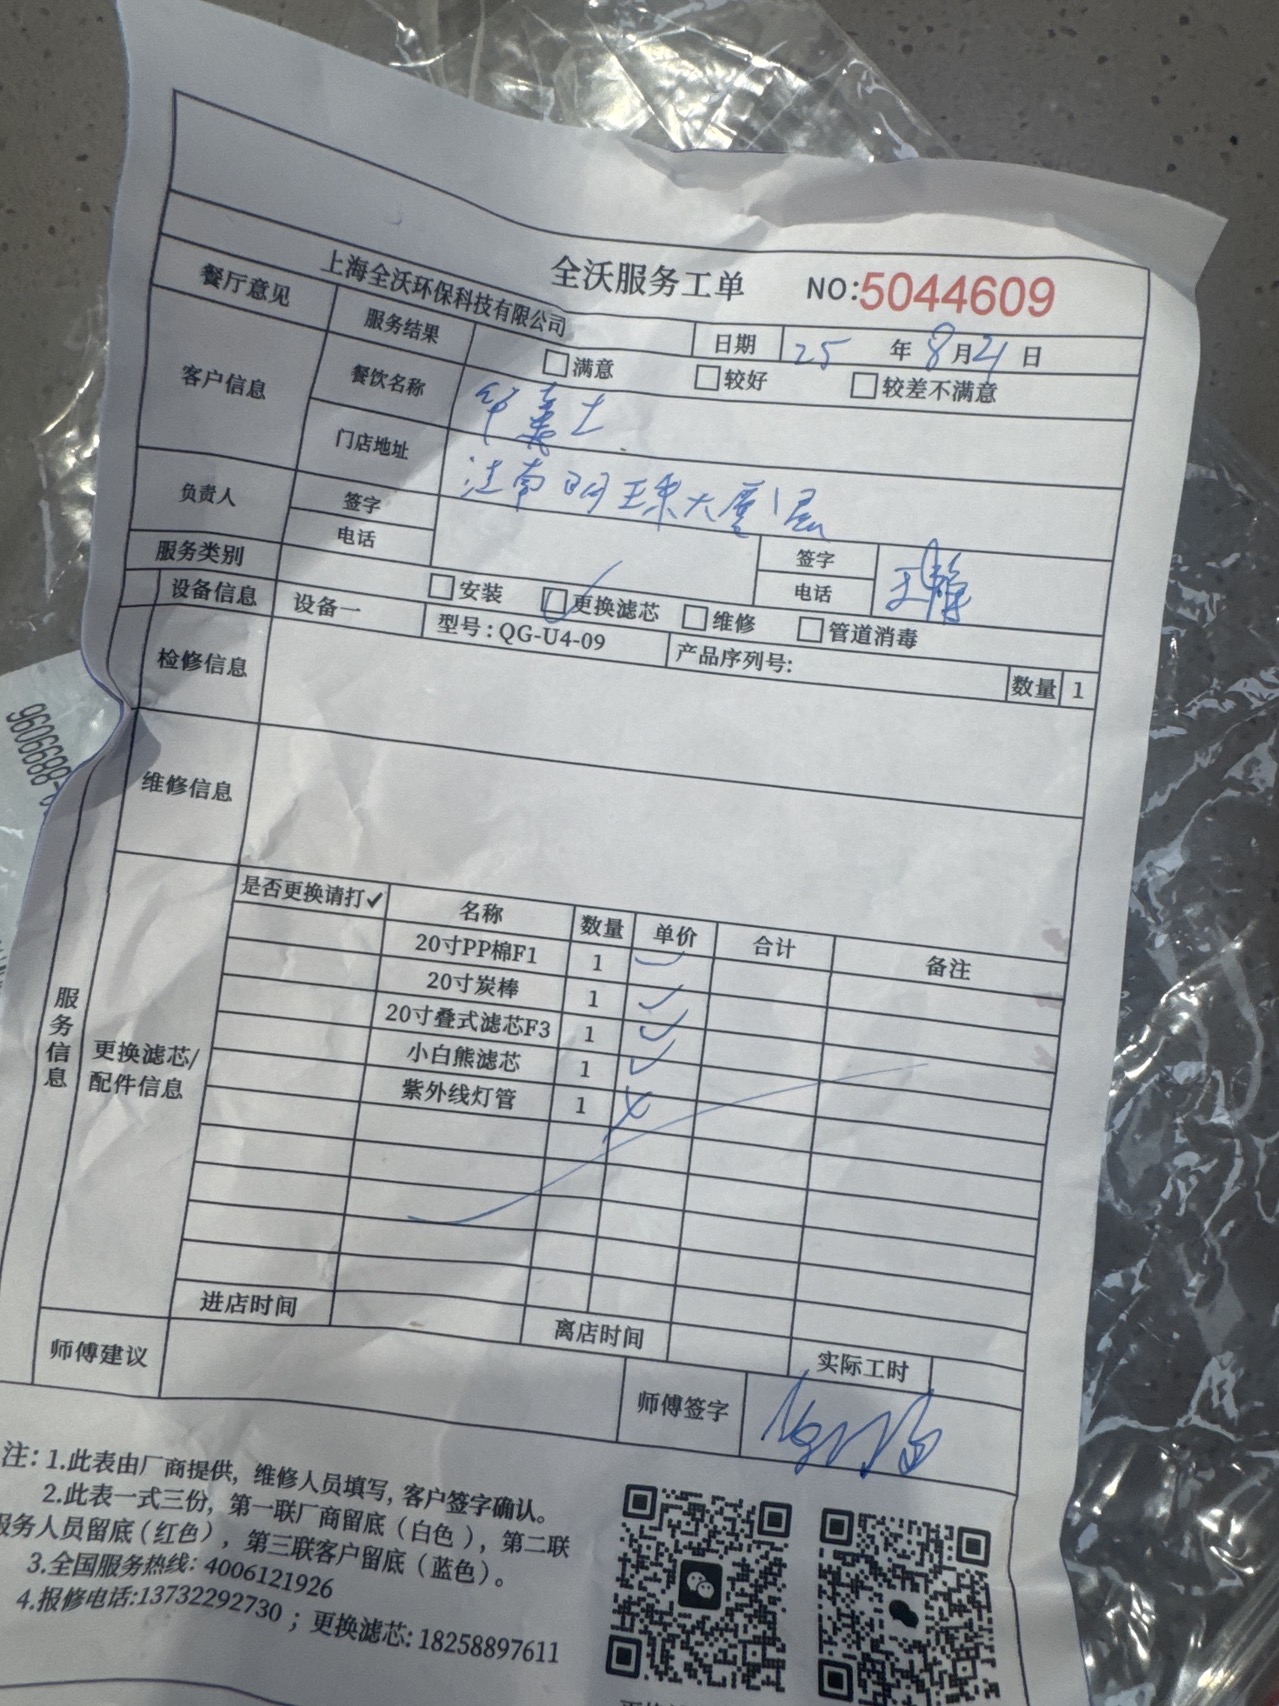 全沃服务工单 NO:5044609
上海全沃环保科技有限公司 日期 25 年 8 月 21 日
餐厅意见 服务结果 满意 较好 较差不满意
客户信息 餐饮名称 华莱士
门店地址 江南明珠大厦1层
负责人 签字 签字 王静
电话 电话
服务类别 安装 更换滤芯 维修 管道消毒
设备信息 设备一 型号:QG-U4-09 产品序列号: 数量 1
检修信息
维修信息
服务信息
更换滤芯/
配件信息
是否更换请打✓ 名称 数量 单价 合计 备注
20寸PP棉F1 1 ✓
20寸炭棒 1 ✓
20寸叠式滤芯F3 1 ✓
小白熊滤芯 1 ✓
紫外线灯管 1 ×
进店时间 离店时间 实际工时
师傅建议 师傅签字
注: 1.此表由厂商提供, 维修人员填写, 客户签字确认。
2.此表一式三份, 第一联厂商留底(白色), 第二联
服务人员留底(红色), 第三联客户留底(蓝色)。
3.全国服务热线: 4006121926
4.报修电话:13732292730; 更换滤芯: 18258897611